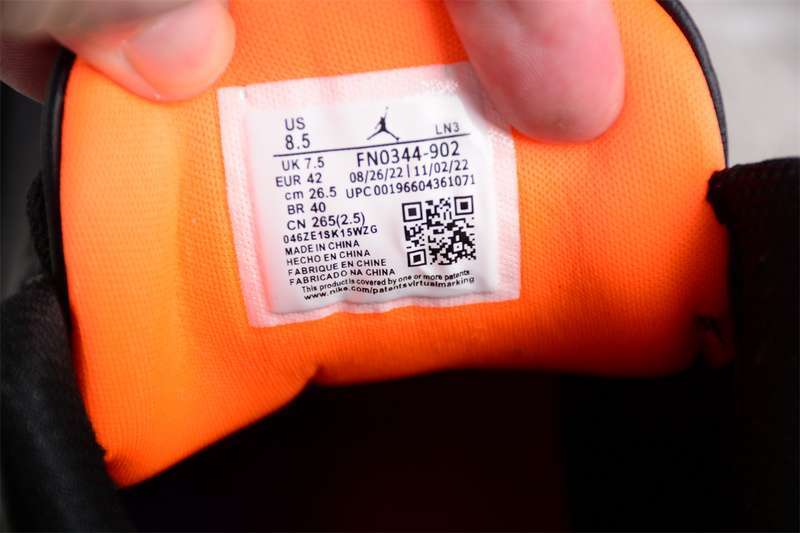 US
8.5
LN3
UK 7.5 FN0344-902
EUR 42 08/26/22 | 11/02/22
cm 26.5 UPC 00196604361071
BR 40
CN 265(2.5)
046ZE1SK15WZG
MADE IN CHINA
HECHO EN CHINA
FABRIQUE EN CHINE
FABRICADO NA CHINA
This product is covered by one or more patents.
www.nike.com/patentsvirtualmarking